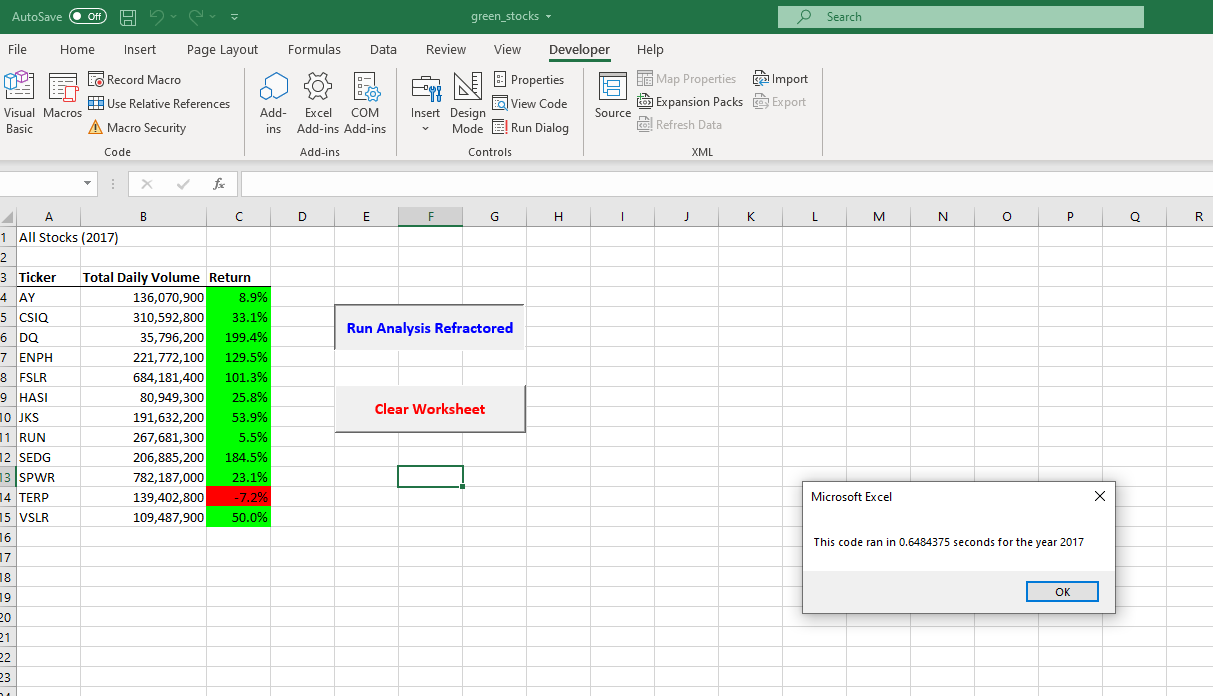 AutoSave Off green_stocks Search
File Home Insert Page Layout Formulas Data Review View Developer Help
Visual Basic
Macros
Record Macro
Use Relative References
Macro Security
Code
Add-ins
Excel Add-ins
COM Add-ins
Add-ins
Insert
Design Mode
Properties
View Code
Run Dialog
Controls
Source
Map Properties
Expansion Packs
Refresh Data
Import
Export
XML
fx
A B C D E F G H I J K L M N O P Q R
1 All Stocks (2017)
2
3 Ticker Total Daily Volume Return
4 AY 136,070,900 8.9%
5 CSIQ 310,592,800 33.1%
6 DQ 35,796,200 199.4%
7 ENPH 221,772,100 129.5%
8 FSLR 684,181,400 101.3%
9 HASI 80,949,300 25.8%
10 JKS 191,632,200 53.9%
11 RUN 267,681,300 5.5%
12 SEDG 206,885,200 184.5%
13 SPWR 782,187,000 23.1%
14 TERP 139,402,800 -7.2%
15 VSLR 109,487,900 50.0%
16
17
18
19
20
21
22
23
Run Analysis Refractored
Clear Worksheet
Microsoft Excel
This code ran in 0.6484375 seconds for the year 2017
OK